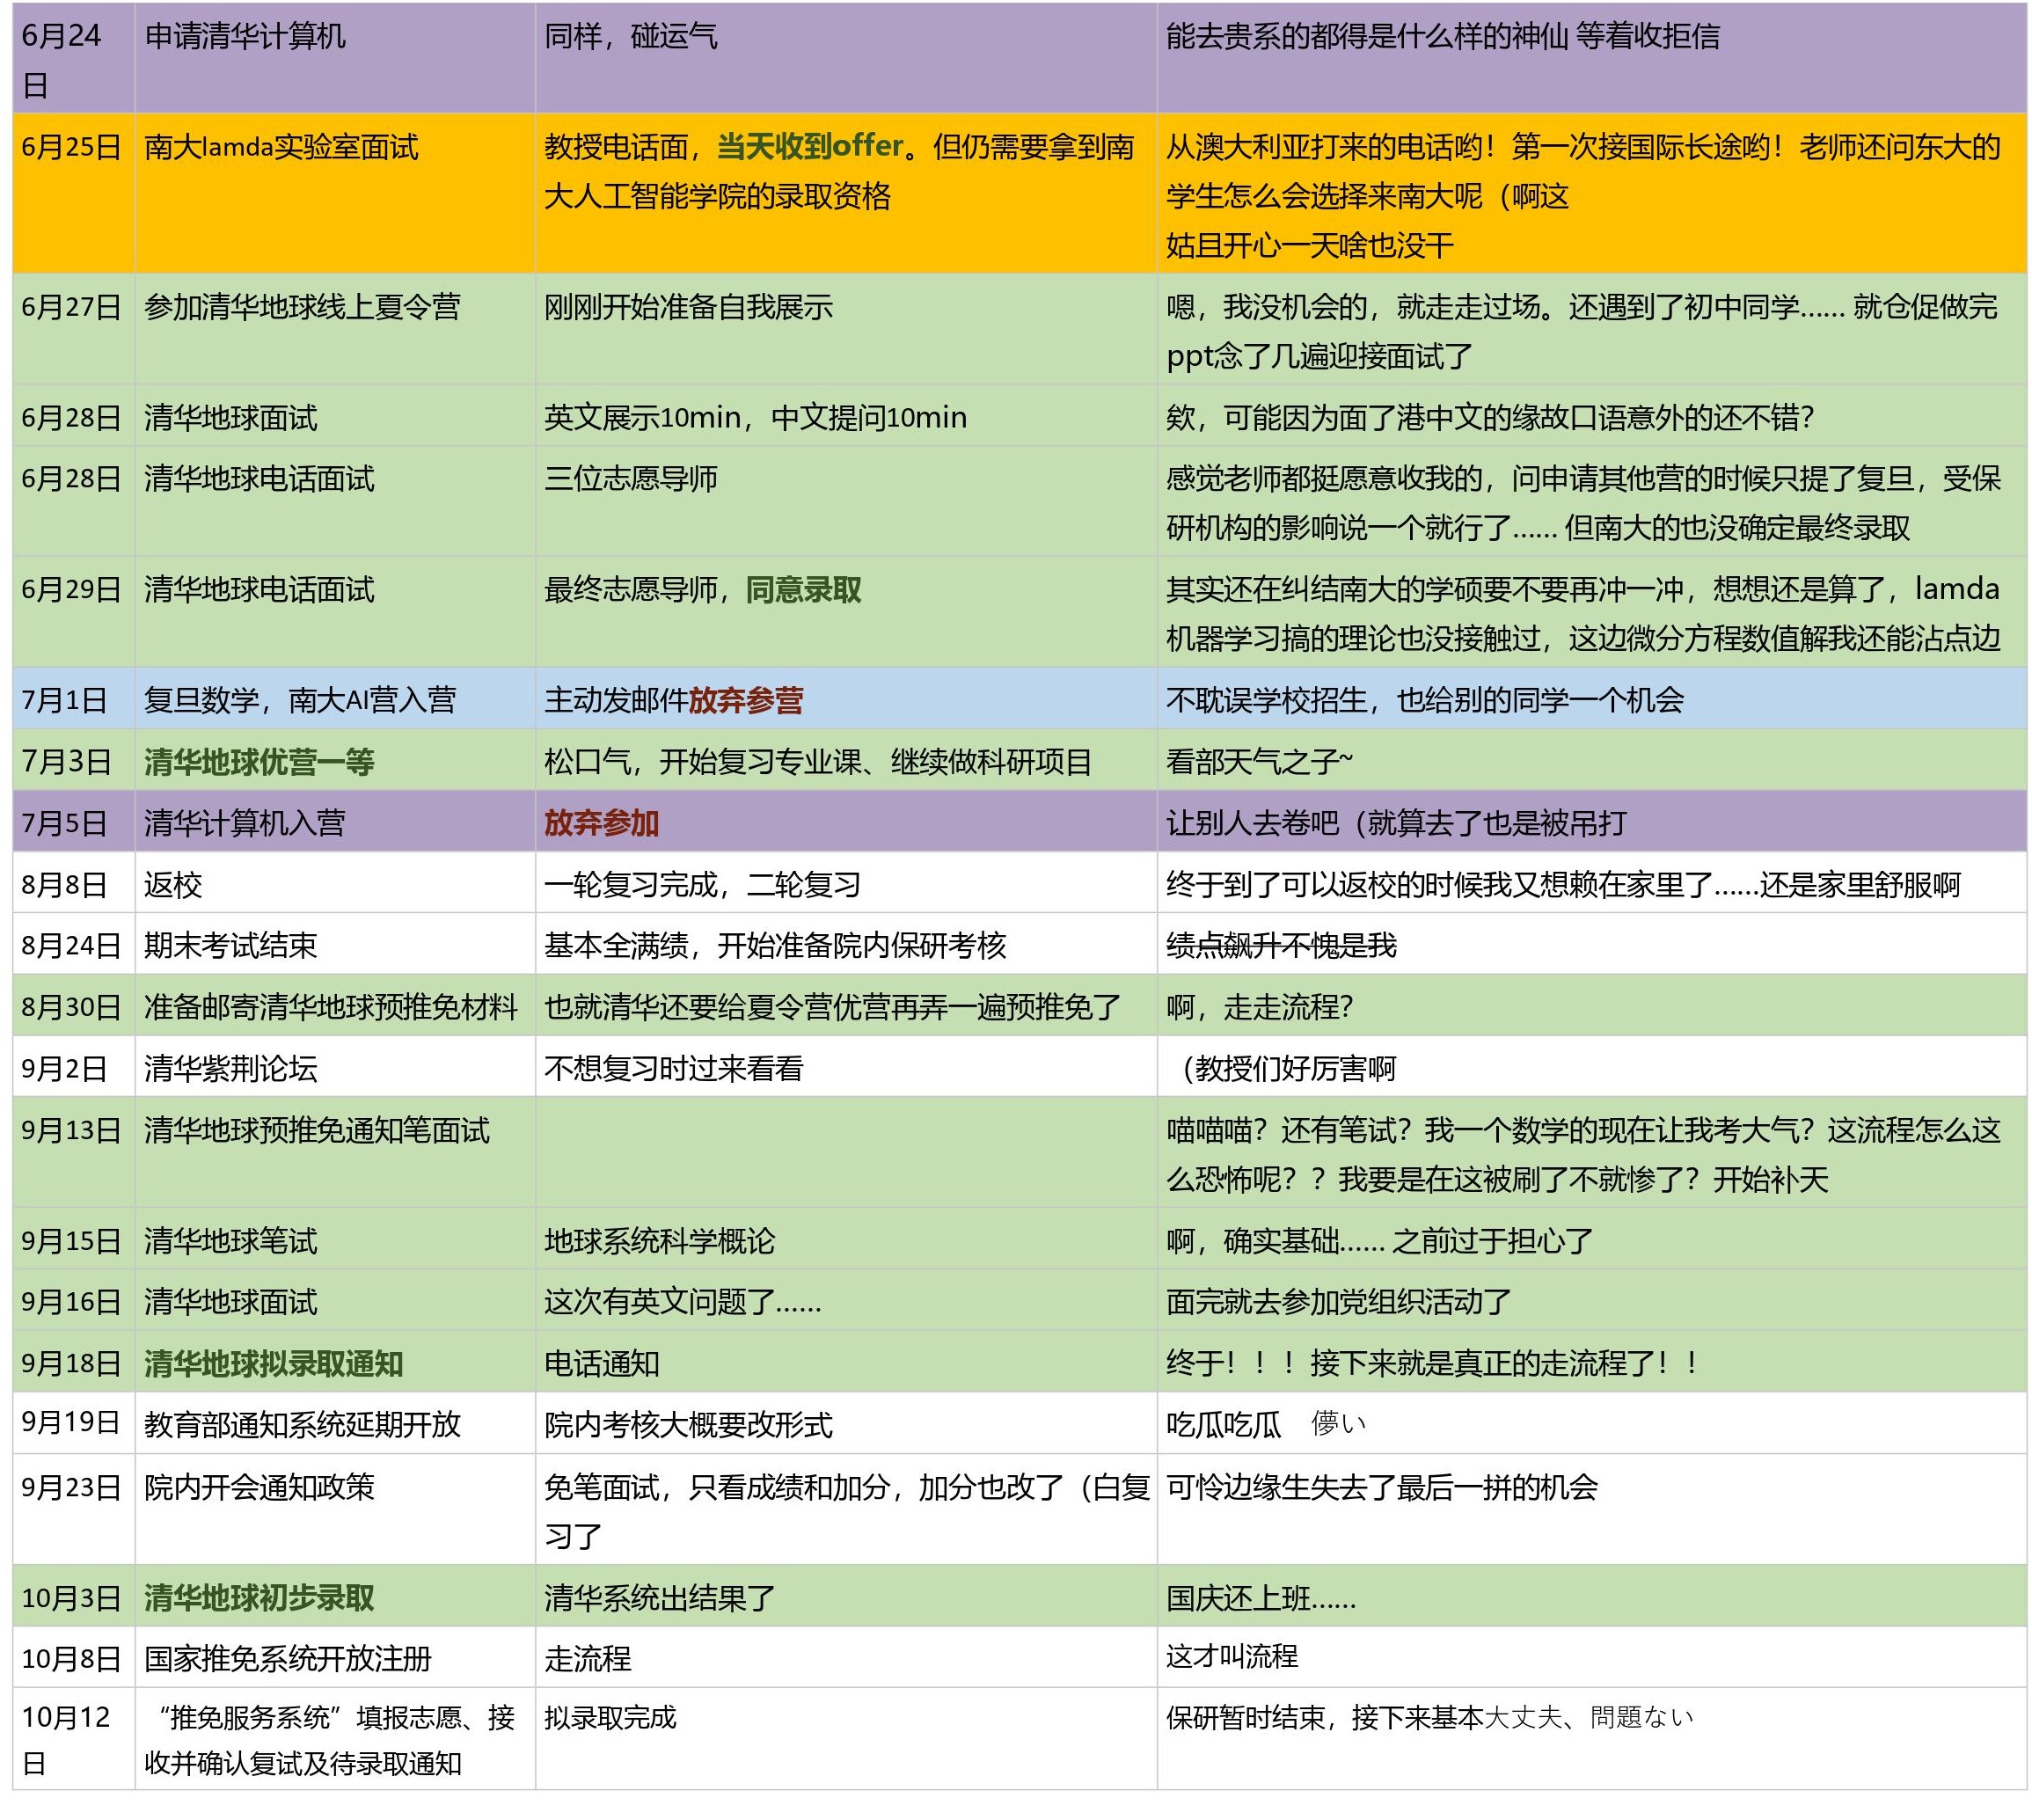 6月24
日
申请清华计算机
同样，碰运气
能去贵系的都得是什么样的神仙 等着收拒信
6月25日
南大lamda实验室面试
教授电话面，当天收到offer。但仍需要拿到南
大人工智能学院的录取资格
从澳大利亚打来的电话哟！第一次接国际长途哟！老师还问东大的
学生怎么会选择来南大呢（啊这
姑且开心一天啥也没干
6月27日
参加清华地球线上夏令营
刚刚开始准备自我展示
嗯，我没机会的，就走走过场。还遇到了初中同学…… 就仓促做完
ppt念了几遍迎接面试了
6月28日
清华地球面试
英文展示10min，中文提问10min
欸，可能因为面了港中文的缘故口语意外的还不错？
6月28日
清华地球电话面试
三位志愿导师
感觉老师都挺愿意收我的，问申请其他营的时候只提了复旦，受保
研机构的影响说一个就行了…… 但南大的也没确定最终录取
6月29日
清华地球电话面试
最终志愿导师，同意录取
其实还在纠结南大的学硕要不要再冲一冲，想想还是算了，lamda
机器学习搞的理论也没接触过，这边微分方程数值解我还能沾点边
7月1日
复旦数学，南大AI营入营
主动发邮件放弃参营
不耽误学校招生，也给别的同学一个机会
7月3日
清华地球优营一等
松口气，开始复习专业课、继续做科研项目
看部天气之子~
7月5日
清华计算机入营
放弃参加
让别人去卷吧（就算去了也是被吊打
8月8日
返校
一轮复习完成，二轮复习
终于到了可以返校的时候我又想赖在家里了……还是家里舒服啊
8月24日
期末考试结束
基本全满绩，开始准备院内保研考核
绩点飙升不愧是我
8月30日
准备邮寄清华地球预推免材料
也就清华还要给夏令营优营再弄一遍预推免了
啊，走走流程？
9月2日
清华紫荆论坛
不想复习时过来看看
（教授们好厉害啊
9月13日
清华地球预推免通知笔面试
喵喵喵？还有笔试？我一个数学的现在让我考大气？这流程怎么这
么恐怖呢？？我要是在这被刷了不就惨了？开始补天
9月15日
清华地球笔试
地球系统科学概论
啊，确实基础…… 之前过于担心了
9月16日
清华地球面试
这次有英文问题了……
面完就去参加党组织活动了
9月18日
清华地球拟录取通知
电话通知
终于！！！接下来就是真正的走流程了！！
9月19日
教育部通知系统延期开放
院内考核大概要改形式
吃瓜吃瓜　儚い
9月23日
院内开会通知政策
免笔面试，只看成绩和加分，加分也改了（白复
习了
可怜边缘生失去了最后一拼的机会
10月3日
清华地球初步录取
清华系统出结果了
国庆还上班……
10月8日
国家推免系统开放注册
走流程
这才叫流程
10月12
日
“推免服务系统”填报志愿、接
收并确认复试及待录取通知
拟录取完成
保研暂时结束，接下来基本大丈夫、問題ない